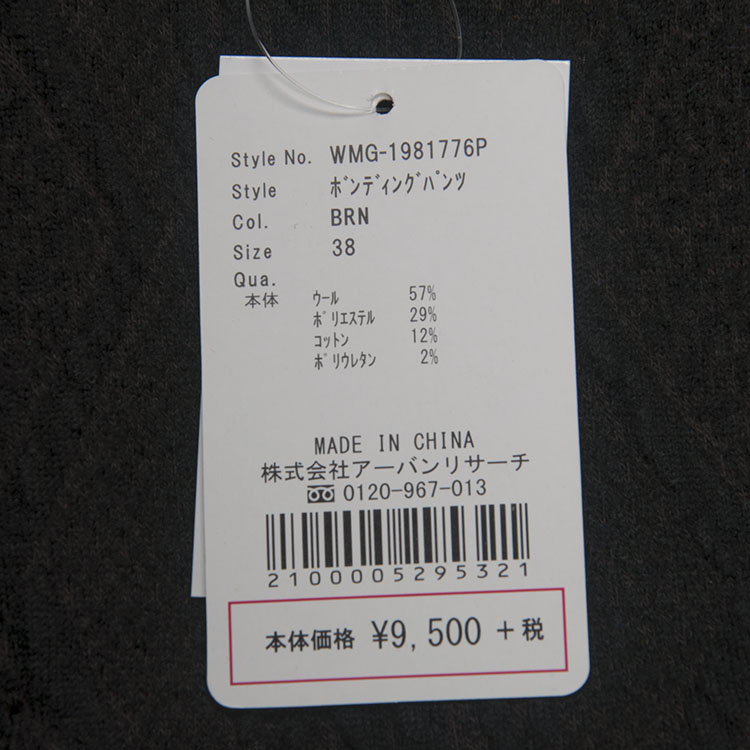 Style No. WMG-1981776P
Style ﾎﾞﾝﾃﾞｨﾝｸﾞﾊﾟﾝﾂ
Col. BRN
Size 38
Qua.
本体 ｳｰﾙ 57%
ﾎﾟﾘｴｽﾃﾙ 29%
ｺｯﾄﾝ 12%
ﾎﾟﾘｳﾚﾀﾝ 2%
MADE IN CHINA
株式会社アーバンリサーチ
0120-967-013
2100005295321
本体価格 ¥9,500 +税